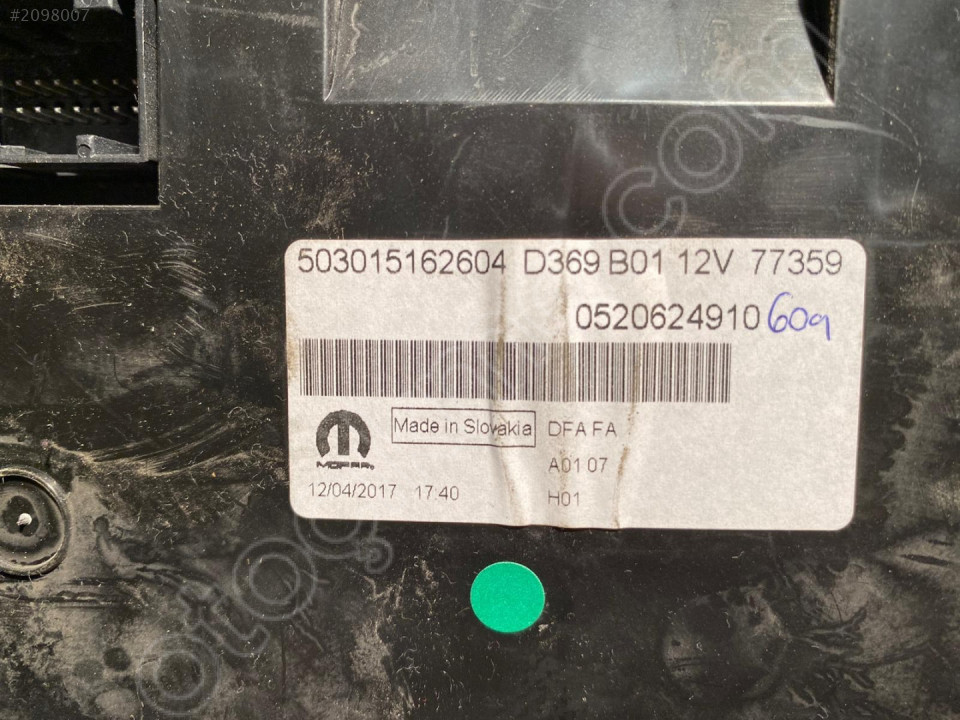 #2098007
503015162604 D369 B01 12V 77359
0520624910 60a
Made in Slovakia DFA FA
MOPAR
A01 07
12/04/2017 17:40
H01